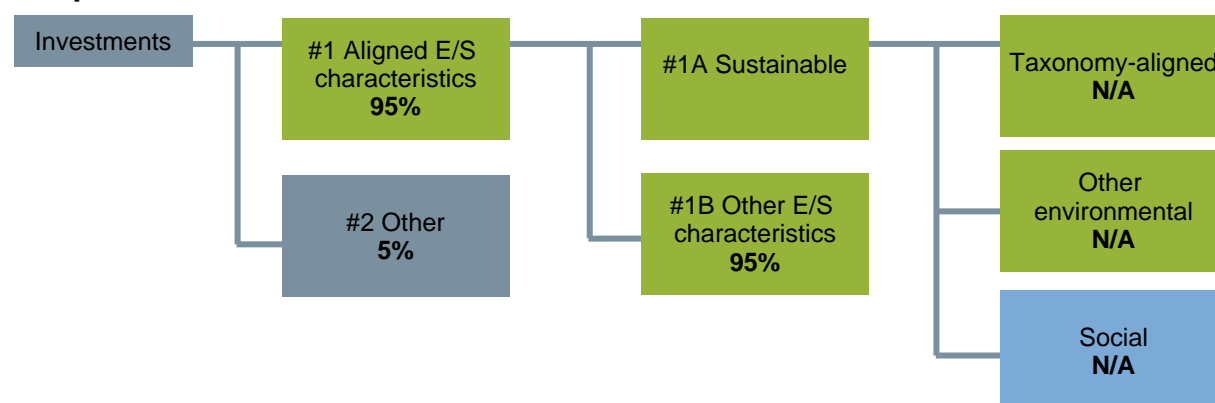 Investments
#1 Aligned E/S
characteristics
95%
#2 Other
5%
#1A Sustainable
#1B Other E/S
characteristics
95%
Taxonomy-aligned
N/A
Other
environmental
N/A
Social
N/A